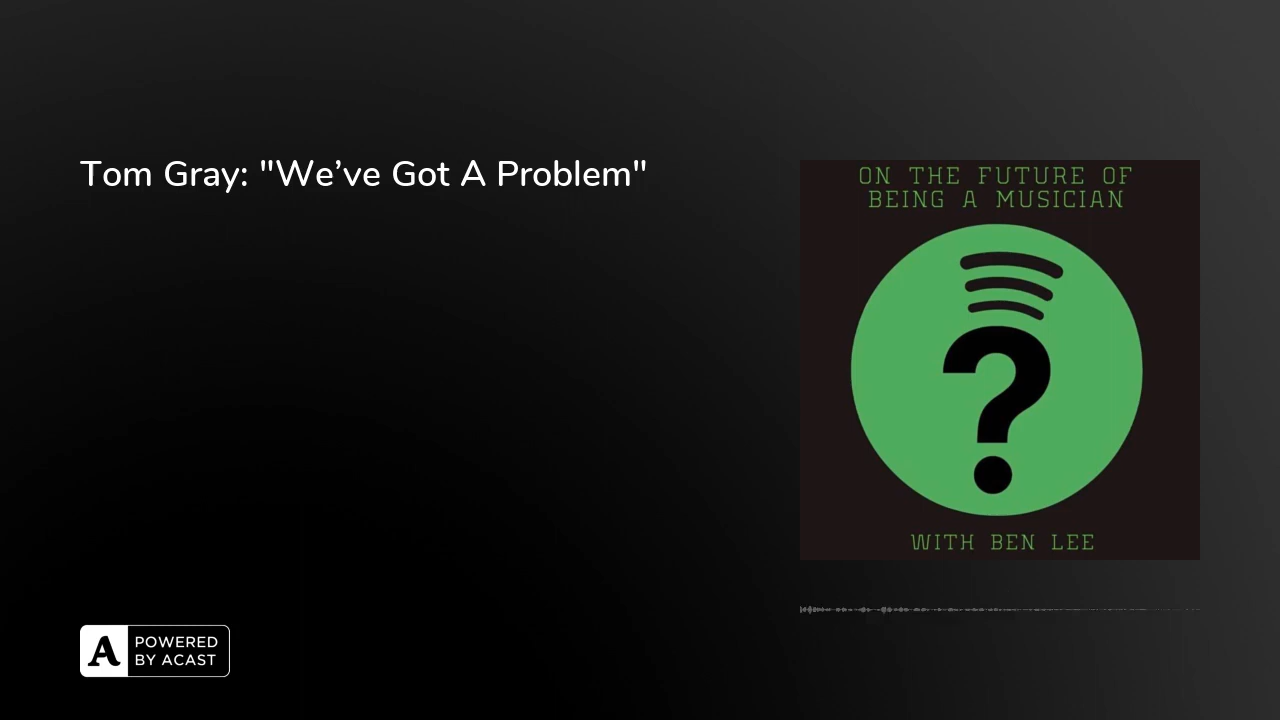 Tom Gray: "We’ve Got A Problem"
ON THE FUTURE OF
BEING A MUSICIAN
?
WITH BEN LEE
A
POWERED
BY ACAST